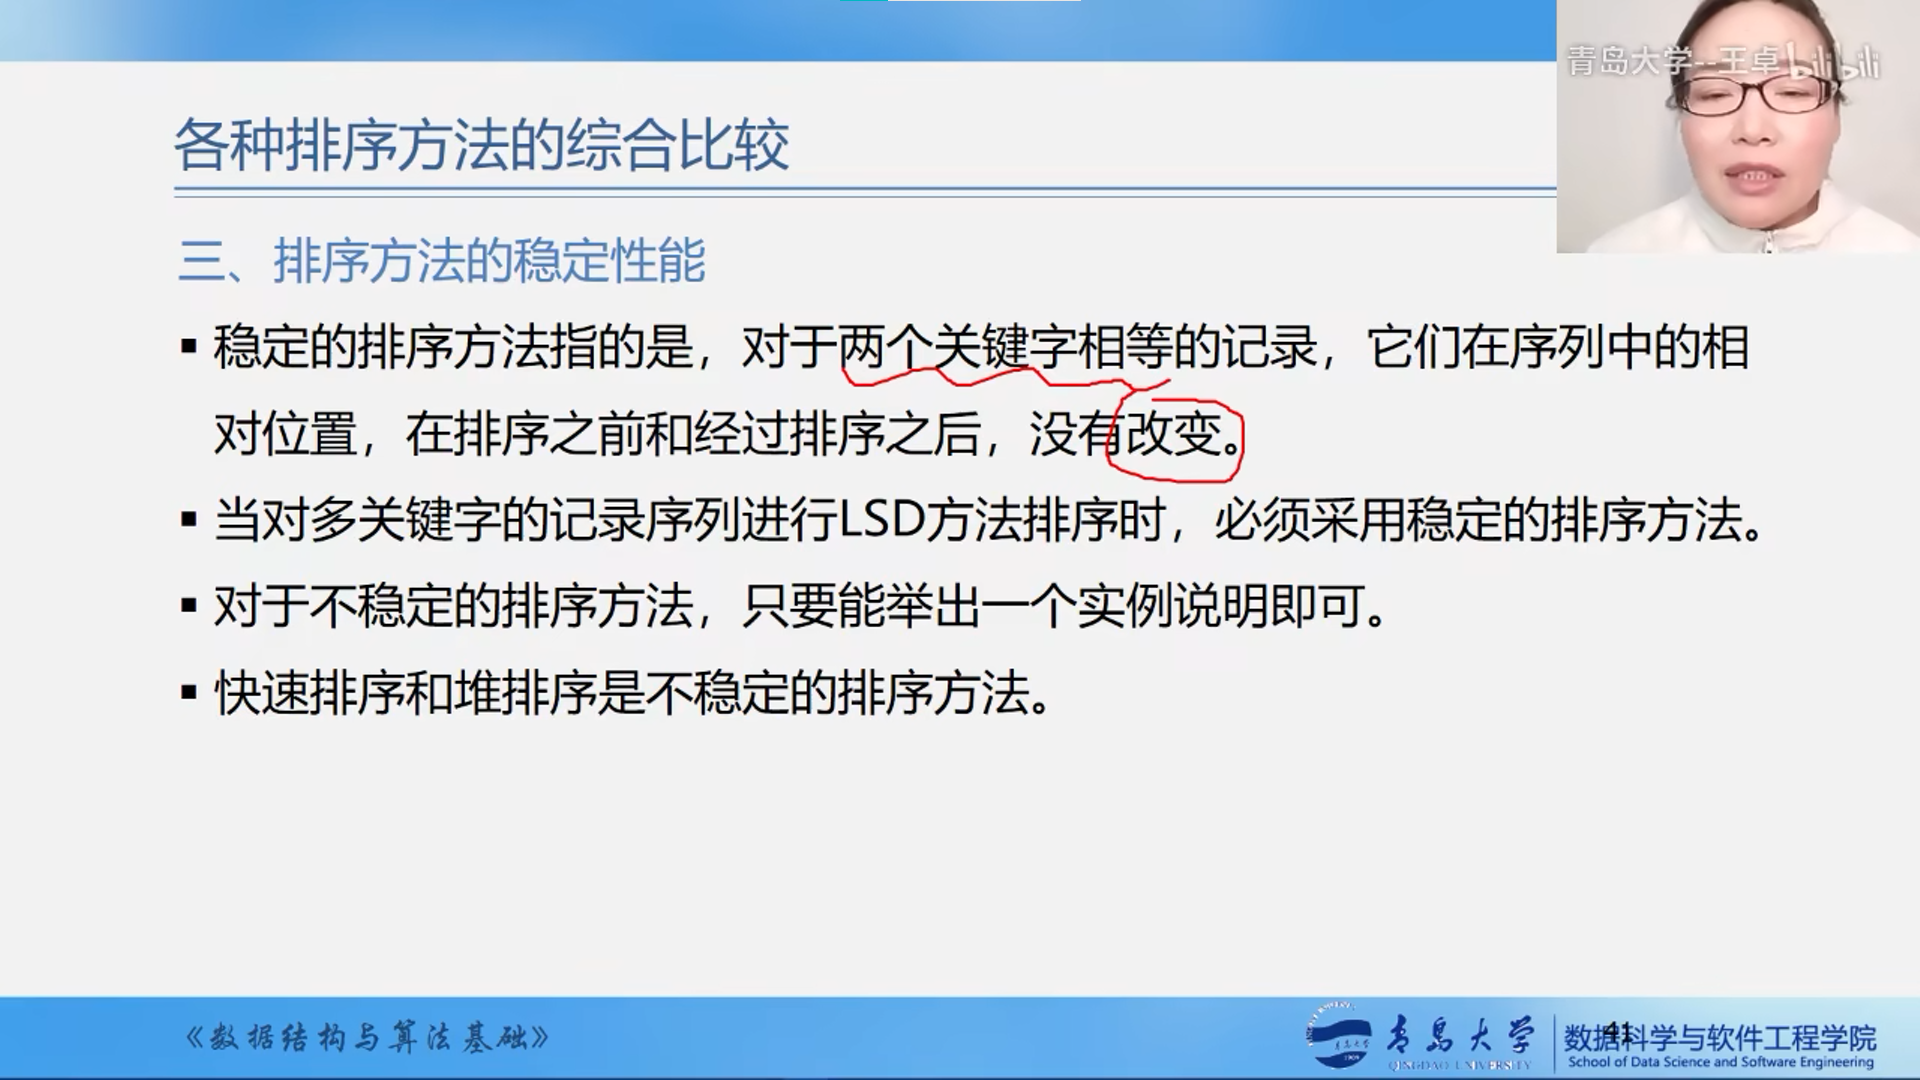 青岛大学--王卓 bilibili
各种排序方法的综合比较
三、排序方法的稳定性能
▪ 稳定的排序方法指的是，对于两个关键字相等的记录，它们在序列中的相
对位置，在排序之前和经过排序之后，没有改变。
▪ 当对多关键字的记录序列进行LSD方法排序时，必须采用稳定的排序方法。
▪ 对于不稳定的排序方法，只要能举出一个实例说明即可。
▪ 快速排序和堆排序是不稳定的排序方法。
《数据结构与算法基础》
青岛大学
QINGDAO UNIVERSITY
数据科学与软件工程学院
School of Data Science and Software Engineering
41